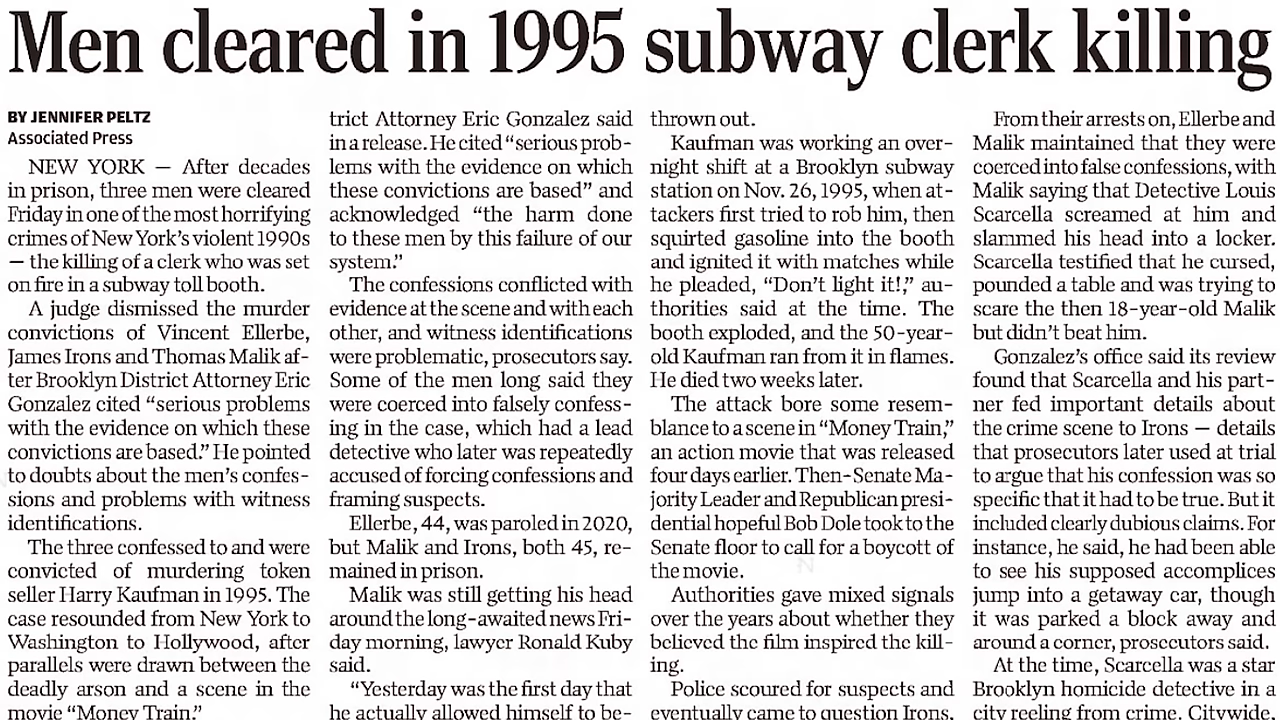 Men cleared in 1995 subway clerk killing
BY JENNIFER PELTZ
Associated Press
NEW YORK — After decades
in prison, three men were cleared
Friday in one of the most horrifying
crimes of New York's violent 1990s
— the killing of a clerk who was set
on fire in a subway toll booth.
A judge dismissed the murder
convictions of Vincent Ellerbe,
James Irons and Thomas Malik af-
ter Brooklyn District Attorney Eric
Gonzalez cited “serious problems
with the evidence on which these
convictions are based.” He pointed
to doubts about the men's confes-
sions and problems with witness
identifications.
The three confessed to and were
convicted of murdering token
seller Harry Kaufman in 1995. The
case resounded from New York to
Washington to Hollywood, after
parallels were drawn between the
deadly arson and a scene in the
movie “Money Train.”
trict Attorney Eric Gonzalez said
in a release. He cited “serious prob-
lems with the evidence on which
these convictions are based” and
acknowledged “the harm done
to these men by this failure of our
system.”
The confessions conflicted with
evidence at the scene and with each
other, and witness identifications
were problematic, prosecutors say.
Some of the men long said they
were coerced into falsely confess-
ing in the case, which had a lead
detective who later was repeatedly
accused of forcing confessions and
framing suspects.
Ellerbe, 44, was paroled in 2020,
but Malik and Irons, both 45, re-
mained in prison.
Malik was still getting his head
around the long-awaited news Fri-
day morning, lawyer Ronald Kuby
said.
“Yesterday was the first day that
he actually allowed himself to be-
thrown out.
Kaufman was working an over-
night shift at a Brooklyn subway
station on Nov. 26, 1995, when at-
tackers first tried to rob him, then
squirted gasoline into the booth
and ignited it with matches while
he pleaded, “Don't light it!,” au-
thorities said at the time. The
booth exploded, and the 50-year-
old Kaufman ran from it in flames.
He died two weeks later.
The attack bore some resem-
blance to a scene in “Money Train,”
an action movie that was released
four days earlier. Then-Senate Ma-
jority Leader and Republican presi-
dential hopeful Bob Dole took to the
Senate floor to call for a boycott of
the movie.
Authorities gave mixed signals
over the years about whether they
believed the film inspired the kill-
ing.
Police scoured for suspects and
eventually came to question Irons,
From their arrests on, Ellerbe and
Malik maintained that they were
coerced into false confessions, with
Malik saying that Detective Louis
Scarcella screamed at him and
slammed his head into a locker.
Scarcella testified that he cursed,
pounded a table and was trying to
scare the then 18-year-old Malik
but didn't beat him.
Gonzalez's office said its review
found that Scarcella and his part-
ner fed important details about
the crime scene to Irons — details
that prosecutors later used at trial
to argue that his confession was so
specific that it had to be true. But it
included clearly dubious claims. For
instance, he said, he had been able
to see his supposed accomplices
jump into a getaway car, though
it was parked a block away and
around a corner, prosecutors said.
At the time, Scarcella was a star
Brooklyn homicide detective in a
city reeling from crime. Citywide,